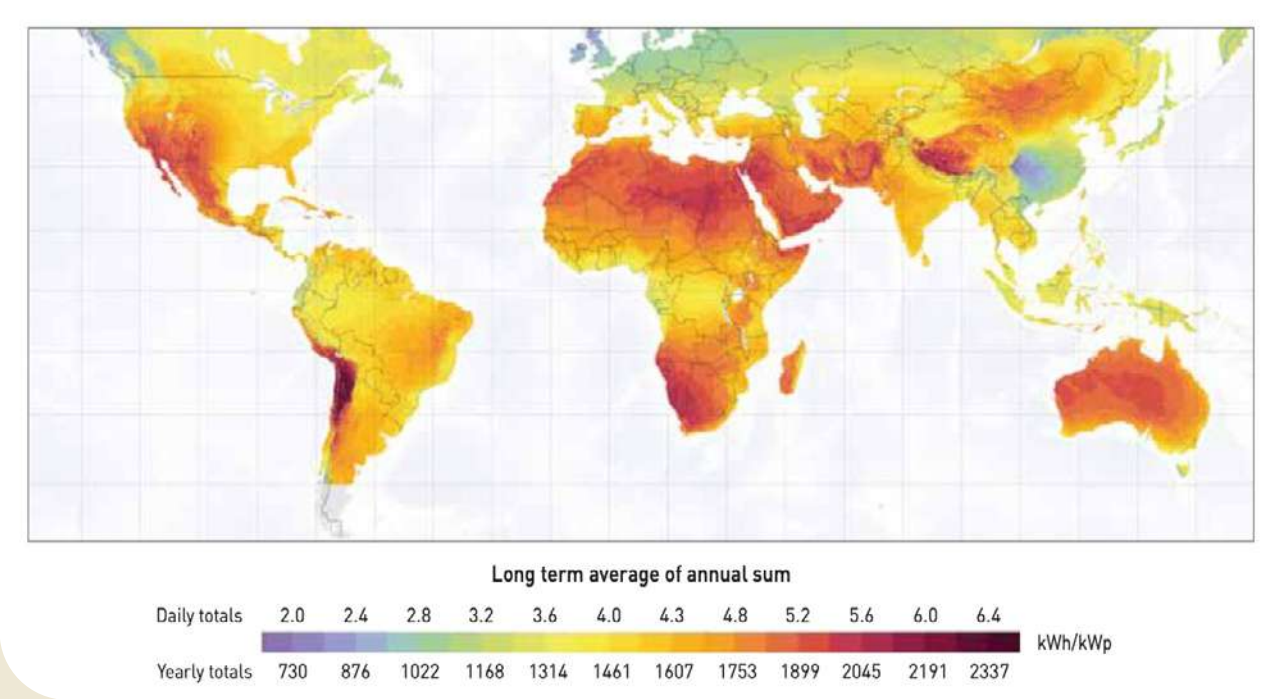 Long term average of annual sum
Daily totals 2.0 2.4 2.8 3.2 3.6 4.0 4.3 4.8 5.2 5.6 6.0 6.4
kWh/kWp
Yearly totals 730 876 1022 1168 1314 1461 1607 1753 1899 2045 2191 2337